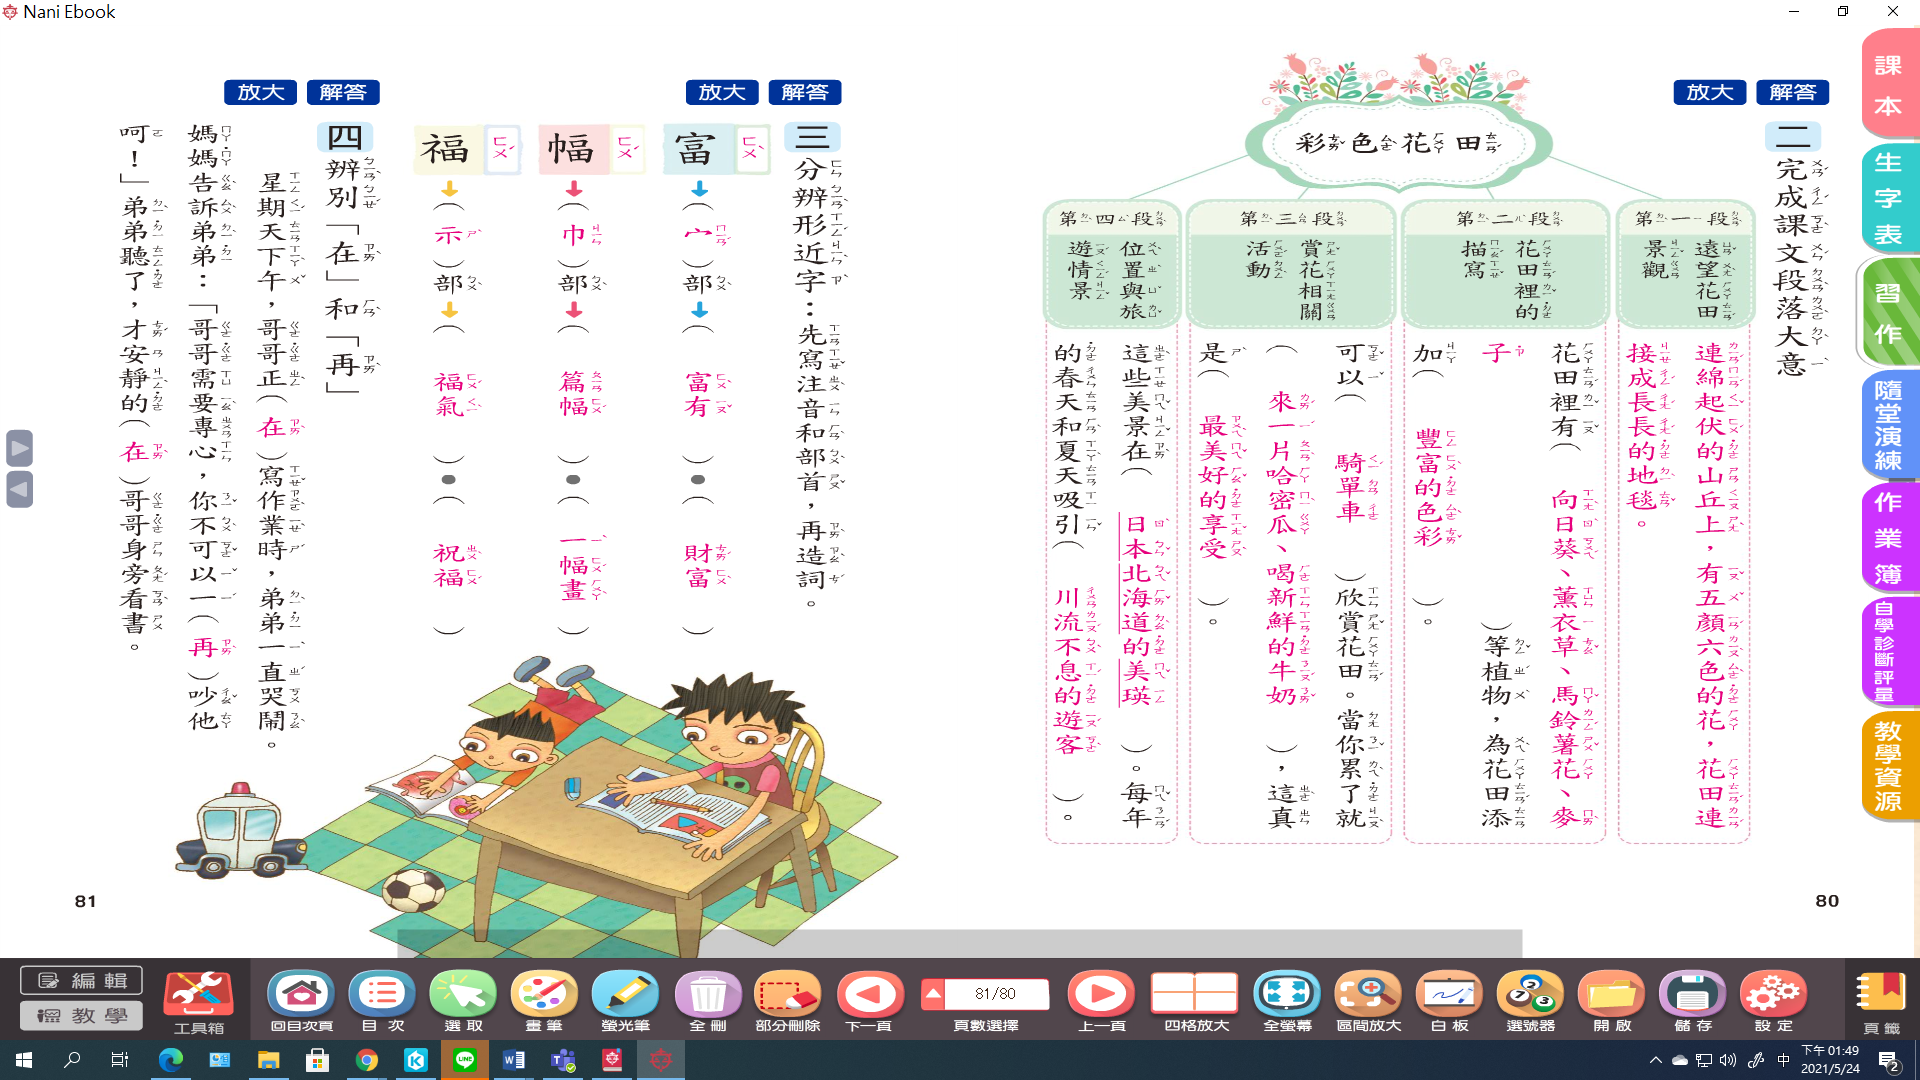 Nani Ebook
放大
解答
二
完成課文段落大意
彩色花田
第一段
遠望花田
景觀
連綿起伏的山丘上，有五顏六色的花，花田連
接成長長的地毯。
第二段
花田裡的
描寫
花田裡有（向日葵、薰衣草、馬鈴薯花、麥
子）等植物，為花田添
加（豐富的色彩）。
第三段
賞花相關
活動
可以（騎單車）欣賞花田。當你累了就
（來一片哈密瓜、喝新鮮的牛奶），這真
是（最美好的享受）。
第四段
位置與旅
遊情景
這些美景在（日本北海道的美瑛）。每年
的春天和夏天吸引（川流不息的遊客）。
80
放大
解答
三
分辨形近字：先寫注音和部首，再造詞。
富 ㄈㄨˋ
（宀）部
（富有）●（財富）
幅 ㄈㄨˊ
（巾）部
（篇幅）●（一幅畫）
福 ㄈㄨˊ
（示）部
（福氣）●（祝福）
放大
解答
四
辨別「在」和「再」
星期天下午，哥哥正（在）寫作業時，弟弟一直哭鬧。
媽媽告訴弟弟：「哥哥需要專心，你不可以一（再）吵他
呵！」弟弟聽了，才安靜的（在）哥哥身旁看書。
81
課本
生字表
習作
隨堂演練
作業簿
自學診斷評量
教學資源
編輯
教學
工具箱
回目次頁
目次
選取
畫筆
螢光筆
全刪
部分刪除
下一頁
81/80
頁數選擇
上一頁
四格放大
全螢幕
區間放大
白板
選號器
開啟
儲存
設定
頁籤
中
下午 01:49
2021/5/24
2